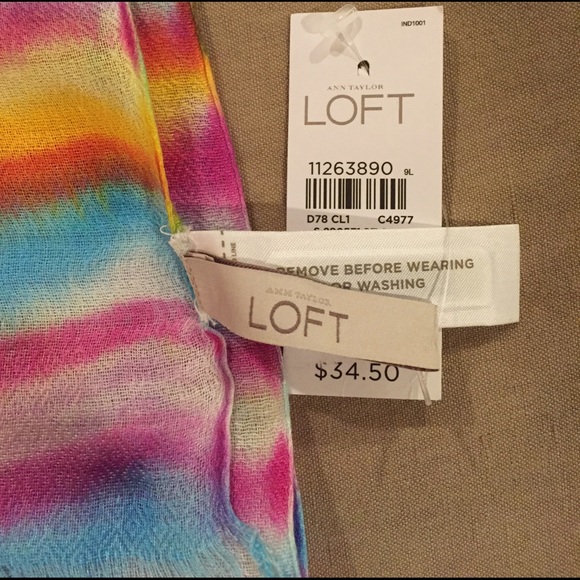 IND1001
ANN TAYLOR
LOFT
11263890 9L
D78 CL1 C4977
REMOVE BEFORE WEARING
OR WASHING
LINE
ANN TAYLOR
LOFT
$34.50